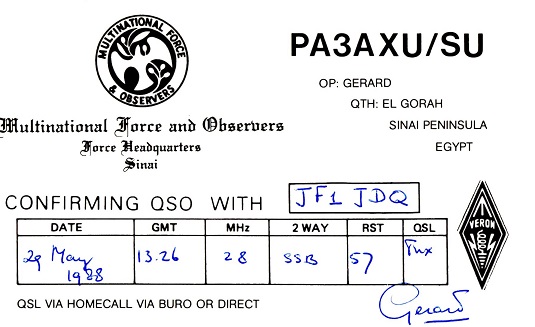 MULTINATIONAL FORCE & OBSERVERS
PA3AXU/SU
OP: GERARD
QTH: EL GORAH
SINAI PENINSULA
EGYPT
Multinational Force and Observers
Force Headquarters
Sinai
CONFIRMING QSO WITH JF1 JDQ
DATE GMT MHz 2 WAY RST QSL
29 May 1988 13.26 28 SSB 57 Tnx
VERON
QSL VIA HOMECALL VIA BURO OR DIRECT
Gerard